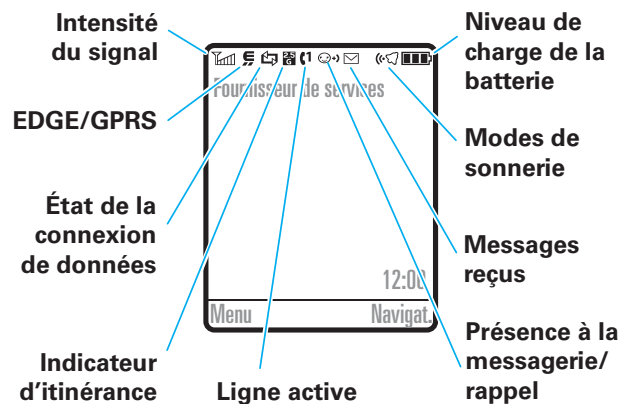 Intensité
du signal
EDGE/GPRS
État de la
connexion
de données
Indicateur
d'itinérance
Ligne active
Fournisseur de services
12:00
Menu
Navigat.
Niveau de
charge de la
batterie
Modes de
sonnerie
Messages
reçus
Présence à la
messagerie/
rappel